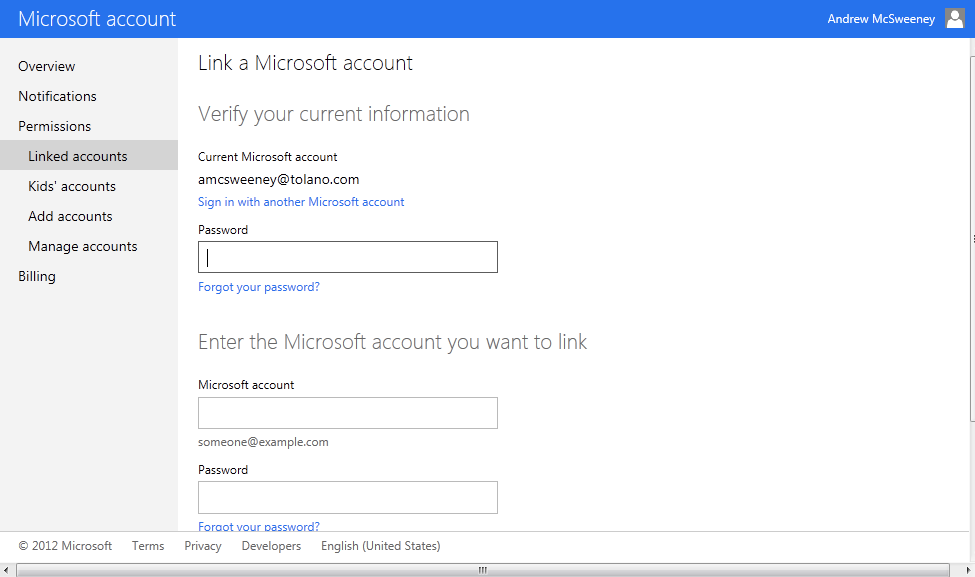 Microsoft account
Andrew McSweeney
Overview
Notifications
Permissions
Linked accounts
Kids' accounts
Add accounts
Manage accounts
Billing
Link a Microsoft account
Verify your current information
Current Microsoft account
amcsweeney@tolano.com
Sign in with another Microsoft account
Password
Forgot your password?
Enter the Microsoft account you want to link
Microsoft account
someone@example.com
Password
Forgot your password?
© 2012 Microsoft Terms Privacy Developers English (United States)